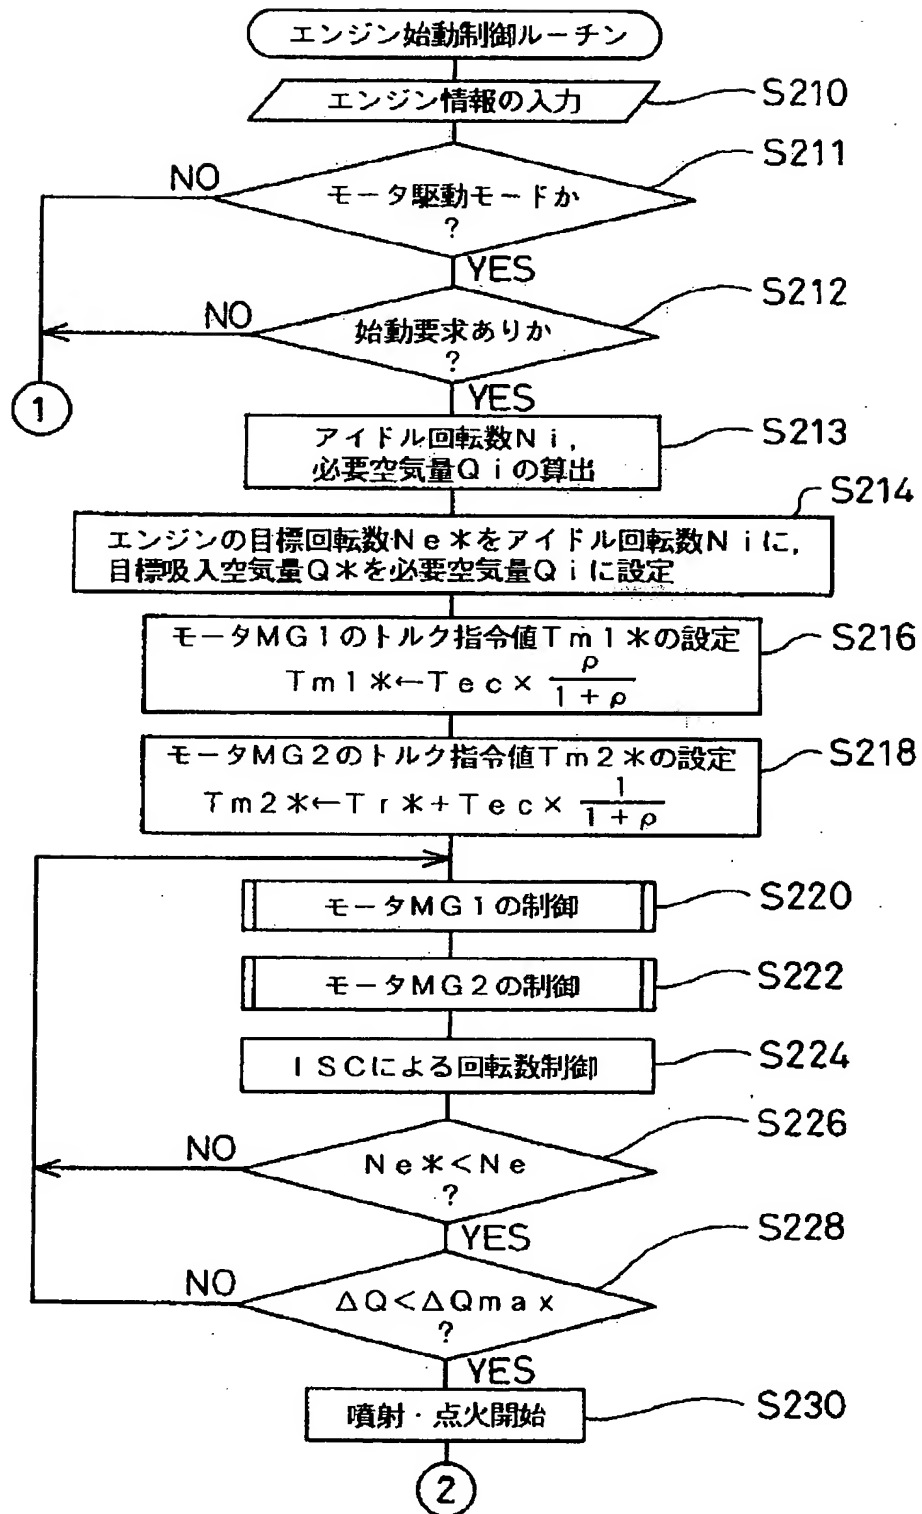 エンジン始動制御ルーチン
エンジン情報の入力
S210
S211
NO
モータ駆動モードか
?
YES
S212
NO
始動要求ありか
?
YES
1
アイドル回転数Ni,
必要空気量Qiの算出
S213
S214
エンジンの目標回転数Ne*をアイドル回転数Niに,
目標吸入空気量Q*を必要空気量Qiに設定
モータMG1のトルク指令値Tm1*の設定
Tm1*←Tec× ρ/1+ρ
S216
モータMG2のトルク指令値Tm2*の設定
Tm2*←Tr*+Tec× 1/1+ρ
S218
モータMG1の制御
S220
モータMG2の制御
S222
ISCによる回転数制御
S224
S226
NO
Ne*<Ne
?
YES
S228
NO
ΔQ<ΔQmax
?
YES
噴射・点火開始
S230
2